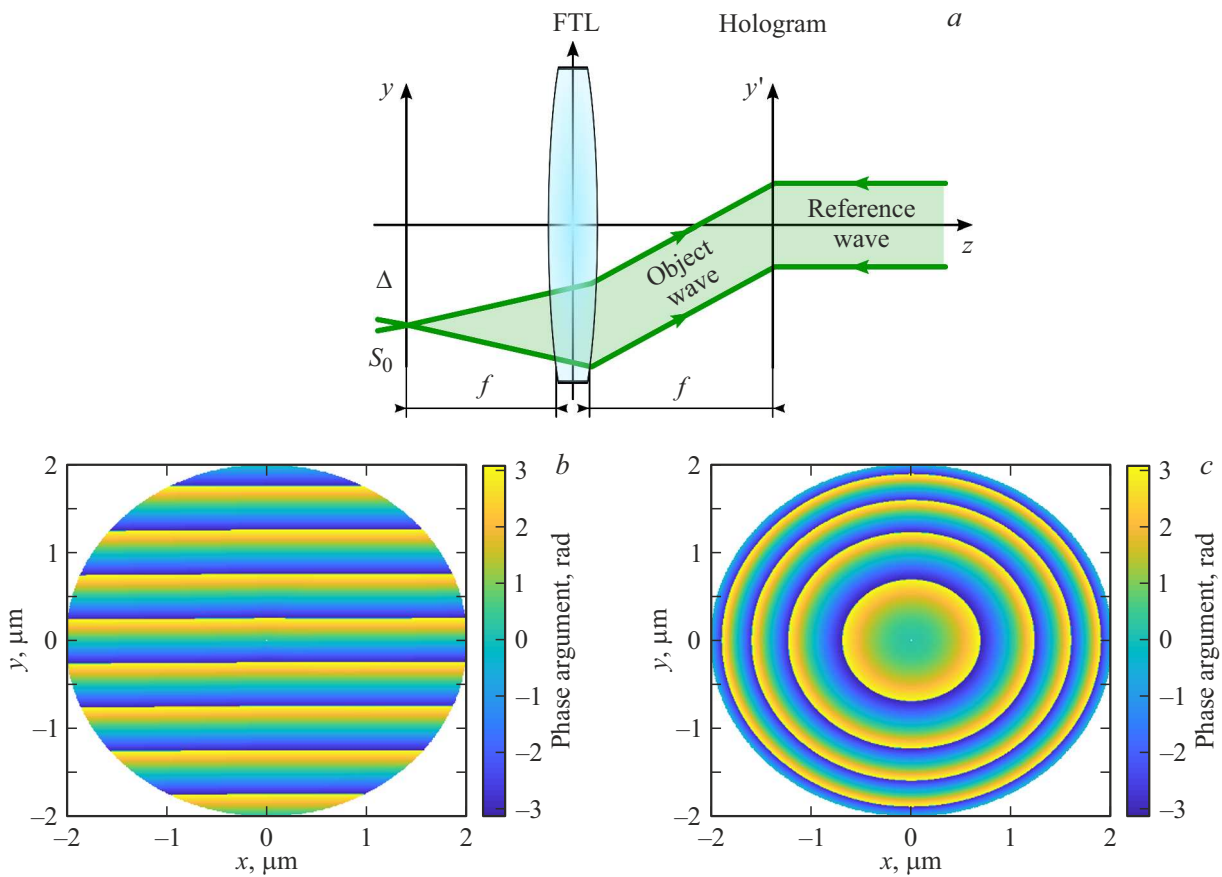 FTL
Hologram
a
y
y'
Reference
wave
z
Object
wave
Δ
S0
f
f
2
1
0
−1
−2
y, μm
−2
−1
0
1
2
x, μm
b
3
2
1
0
−1
−2
−3
Phase argument, rad
2
1
0
−1
−2
y, μm
−2
−1
0
1
2
x, μm
c
3
2
1
0
−1
−2
−3
Phase argument, rad